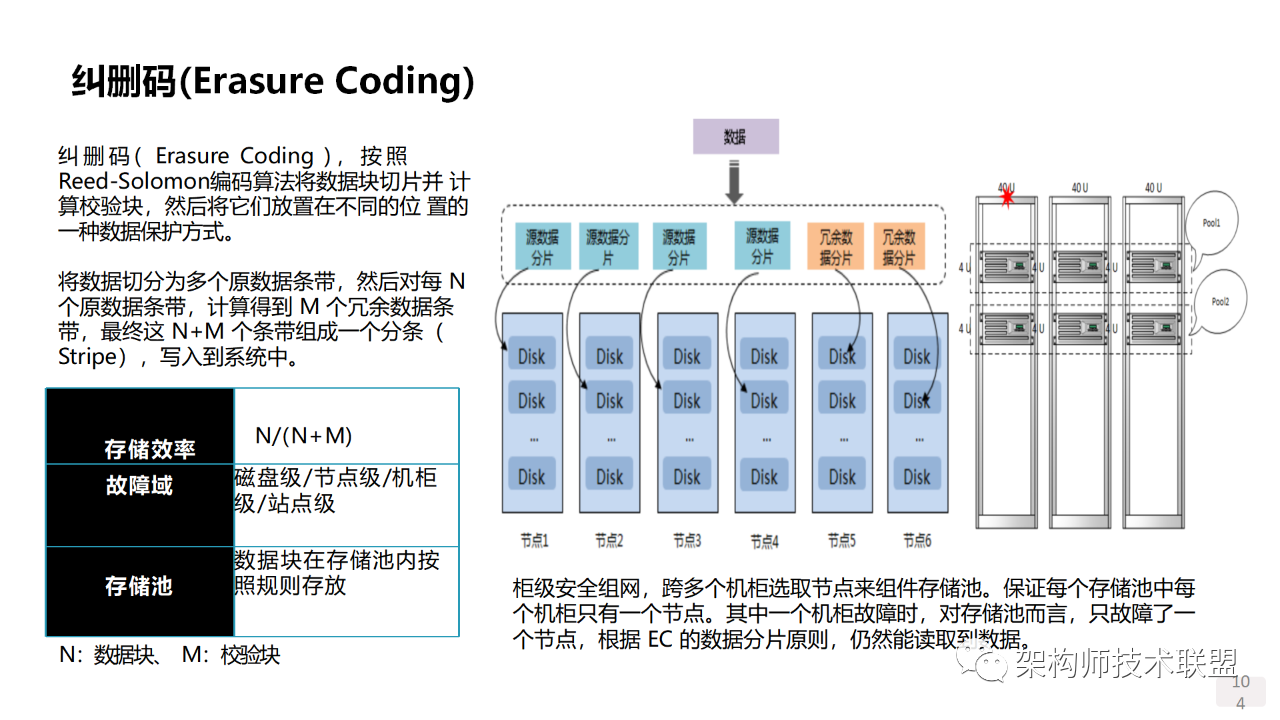 纠删码(Erasure Coding)
纠删码( Erasure Coding )，按照
Reed-Solomon编码算法将数据块切片并 计
算校验块，然后将它们放置在不同的位 置的
一种数据保护方式。
将数据切分为多个原数据条带，然后对每 N
个原数据条带，计算得到 M 个冗余数据条
带，最终这 N+M 个条带组成一个分条（
Stripe），写入到系统中。
存储效率
N/(N+M)
故障域
磁盘级/节点级/机柜
级/站点级
存储池
数据块在存储池内按
照规则存放
N：数据块、 M：校验块
数据
源数据
分片
源数据分
片
源数据
分片
源数据
分片
冗余数
据分片
冗余数
据分片
Disk Disk Disk Disk Disk Disk
Disk Disk Disk Disk Disk Disk
... ... ... ... ... ...
Disk Disk Disk Disk Disk Disk
节点1 节点2 节点3 节点4 节点5 节点6
40 U 40 U 40 U
Pool1
4 U 4 U 4 U
Pool2
4 U 4 U 4 U
柜级安全组网，跨多个机柜选取节点来组件存储池。保证每个存储池中每
个机柜只有一个节点。其中一个机柜故障时，对存储池而言，只故障了一
个节点，根据 EC 的数据分片原则，仍然能读取到数据。
架构师技术联盟
10
4